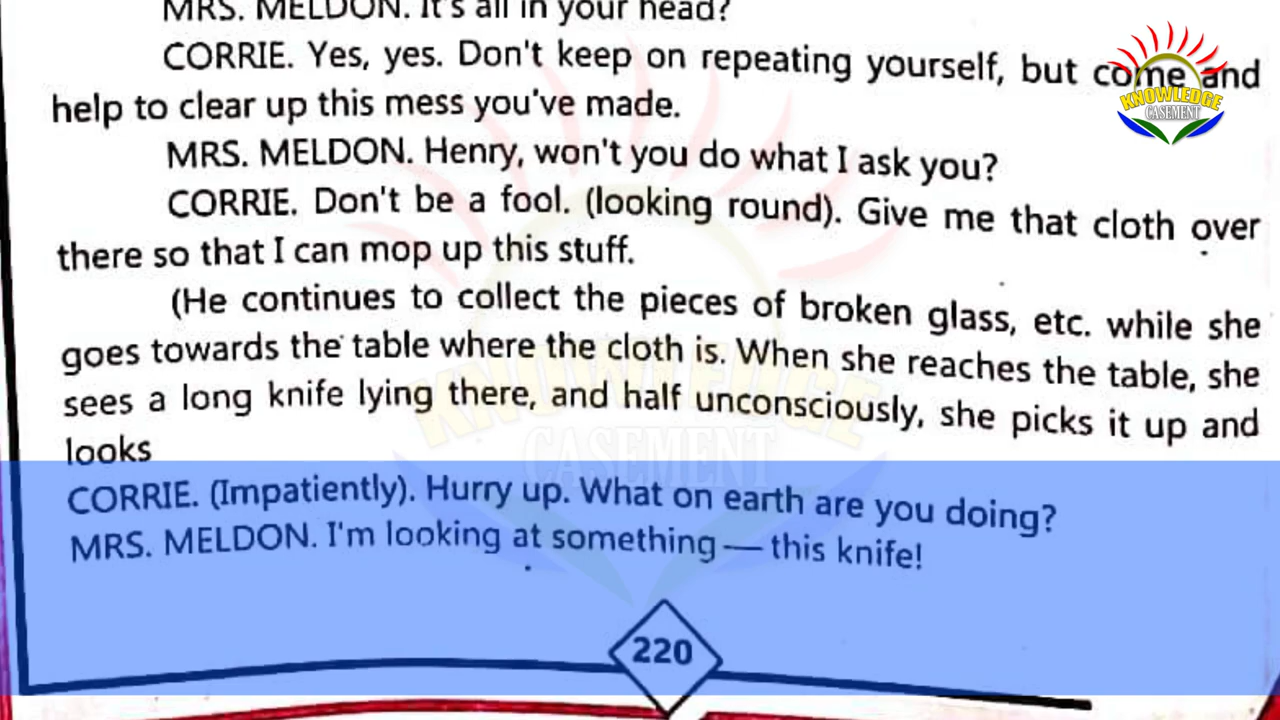 MRS. MELDON. It's all in your head?
CORRIE. Yes, yes. Don't keep on repeating yourself, but come and
help to clear up this mess you've made.
MRS. MELDON. Henry, won't you do what I ask you?
CORRIE. Don't be a fool. (looking round). Give me that cloth over
there so that I can mop up this stuff.
(He continues to collect the pieces of broken glass, etc. while she
goes towards the table where the cloth is. When she reaches the table, she
sees a long knife lying there, and half unconsciously, she picks it up and
looks
CORRIE. (Impatiently). Hurry up. What on earth are you doing?
MRS. MELDON. I'm looking at something — this knife!
220
KNOWLEDGE
CASEMENT
KNOWLEDGE
CASEMENT